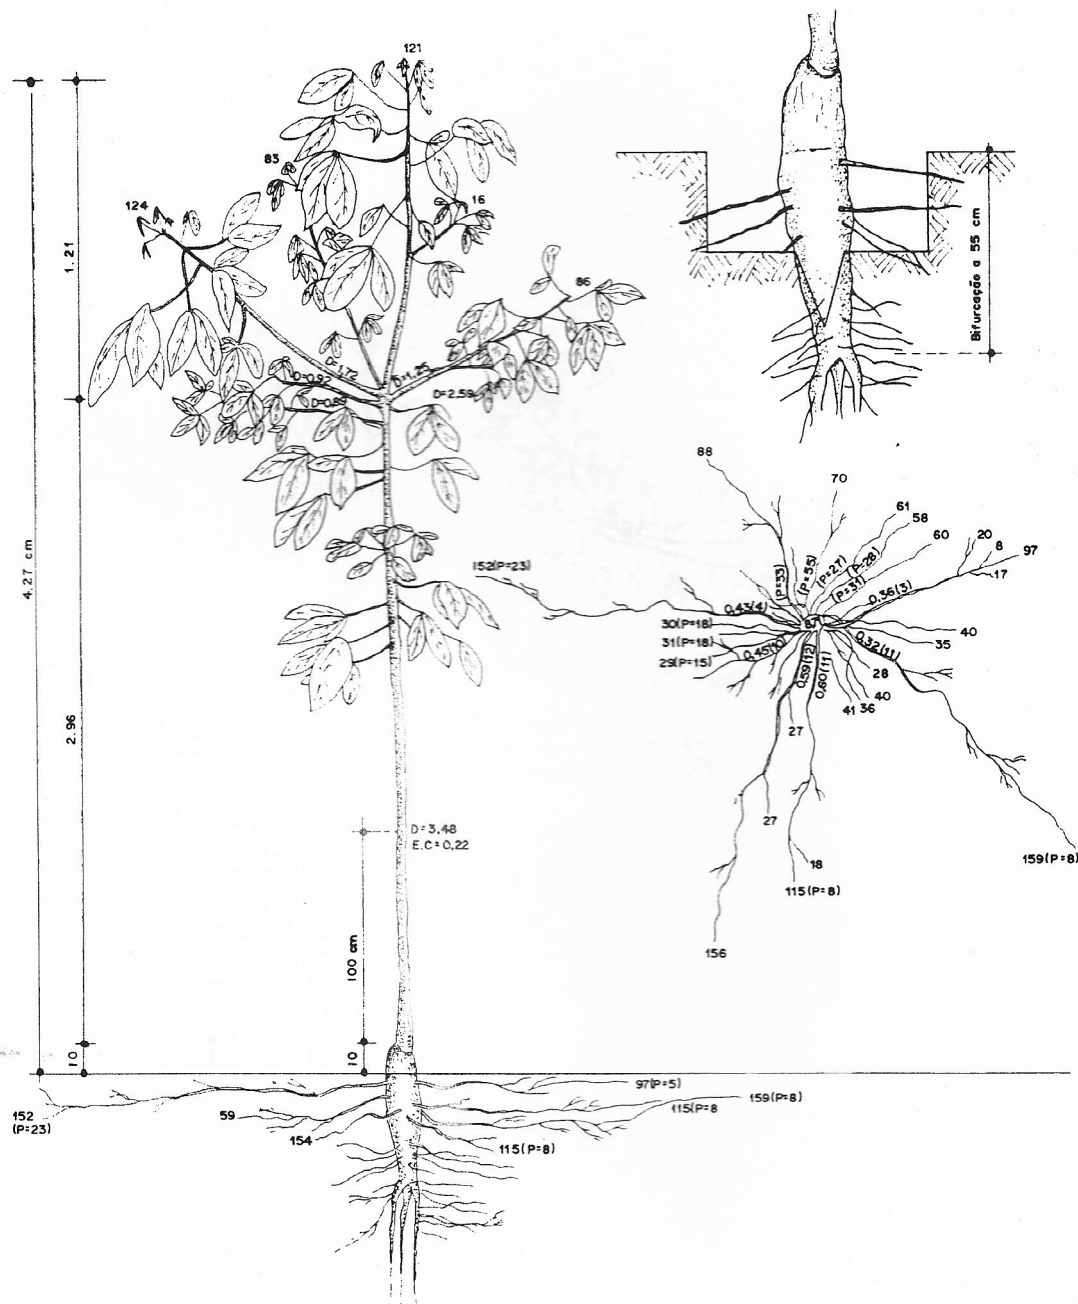 121
83
124
16
86
1.21
D=1.72
D=0.92
D=1.25
D=0.89
D=2.59
4.27 cm
2.96
D=3.48
E.C=0,22
100 cm
10
10
152
(P=23)
59
154
97(P=5)
159(P=8)
115(P=8
115(P=8)
Bifurcação a 55 cm
88
70
61
58
60
20
8
97
17
152(P=23)
(P=33)
(P=55)
(P=27)
(P=28)
(P=31)
0,36(3)
0,43(4)
30(P=18)
31(P=18)
29(P=15)
0,45(10)
0,59(12)
0,60(11)
0,32(11)
40
35
28
40
36
41
27
27
18
115(P=8)
156
159(P=8)